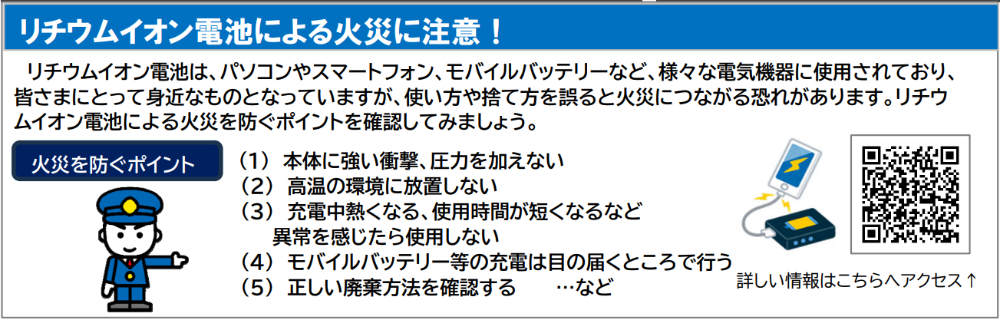 リチウムイオン電池による火災に注意！
リチウムイオン電池は、パソコンやスマートフォン、モバイルバッテリーなど、様々な電気機器に使用されており、
皆さまにとって身近なものとなっていますが、使い方や捨て方を誤ると火災につながる恐れがあります。リチウ
ムイオン電池による火災を防ぐポイントを確認してみましょう。
火災を防ぐポイント
（1） 本体に強い衝撃、圧力を加えない
（2） 高温の環境に放置しない
（3） 充電中熱くなる、使用時間が短くなるなど
異常を感じたら使用しない
（4） モバイルバッテリー等の充電は目の届くところで行う
（5） 正しい廃棄方法を確認する　　…など
詳しい情報はこちらへアクセス↑